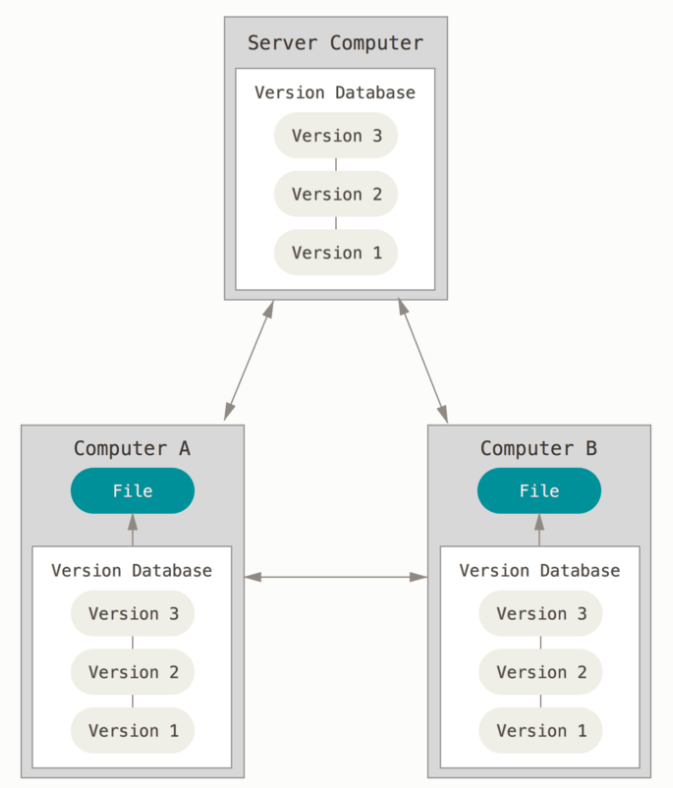 Server Computer
Version Database
Version 3
Version 2
Version 1
Computer A
File
Version Database
Version 3
Version 2
Version 1
Computer B
File
Version Database
Version 3
Version 2
Version 1